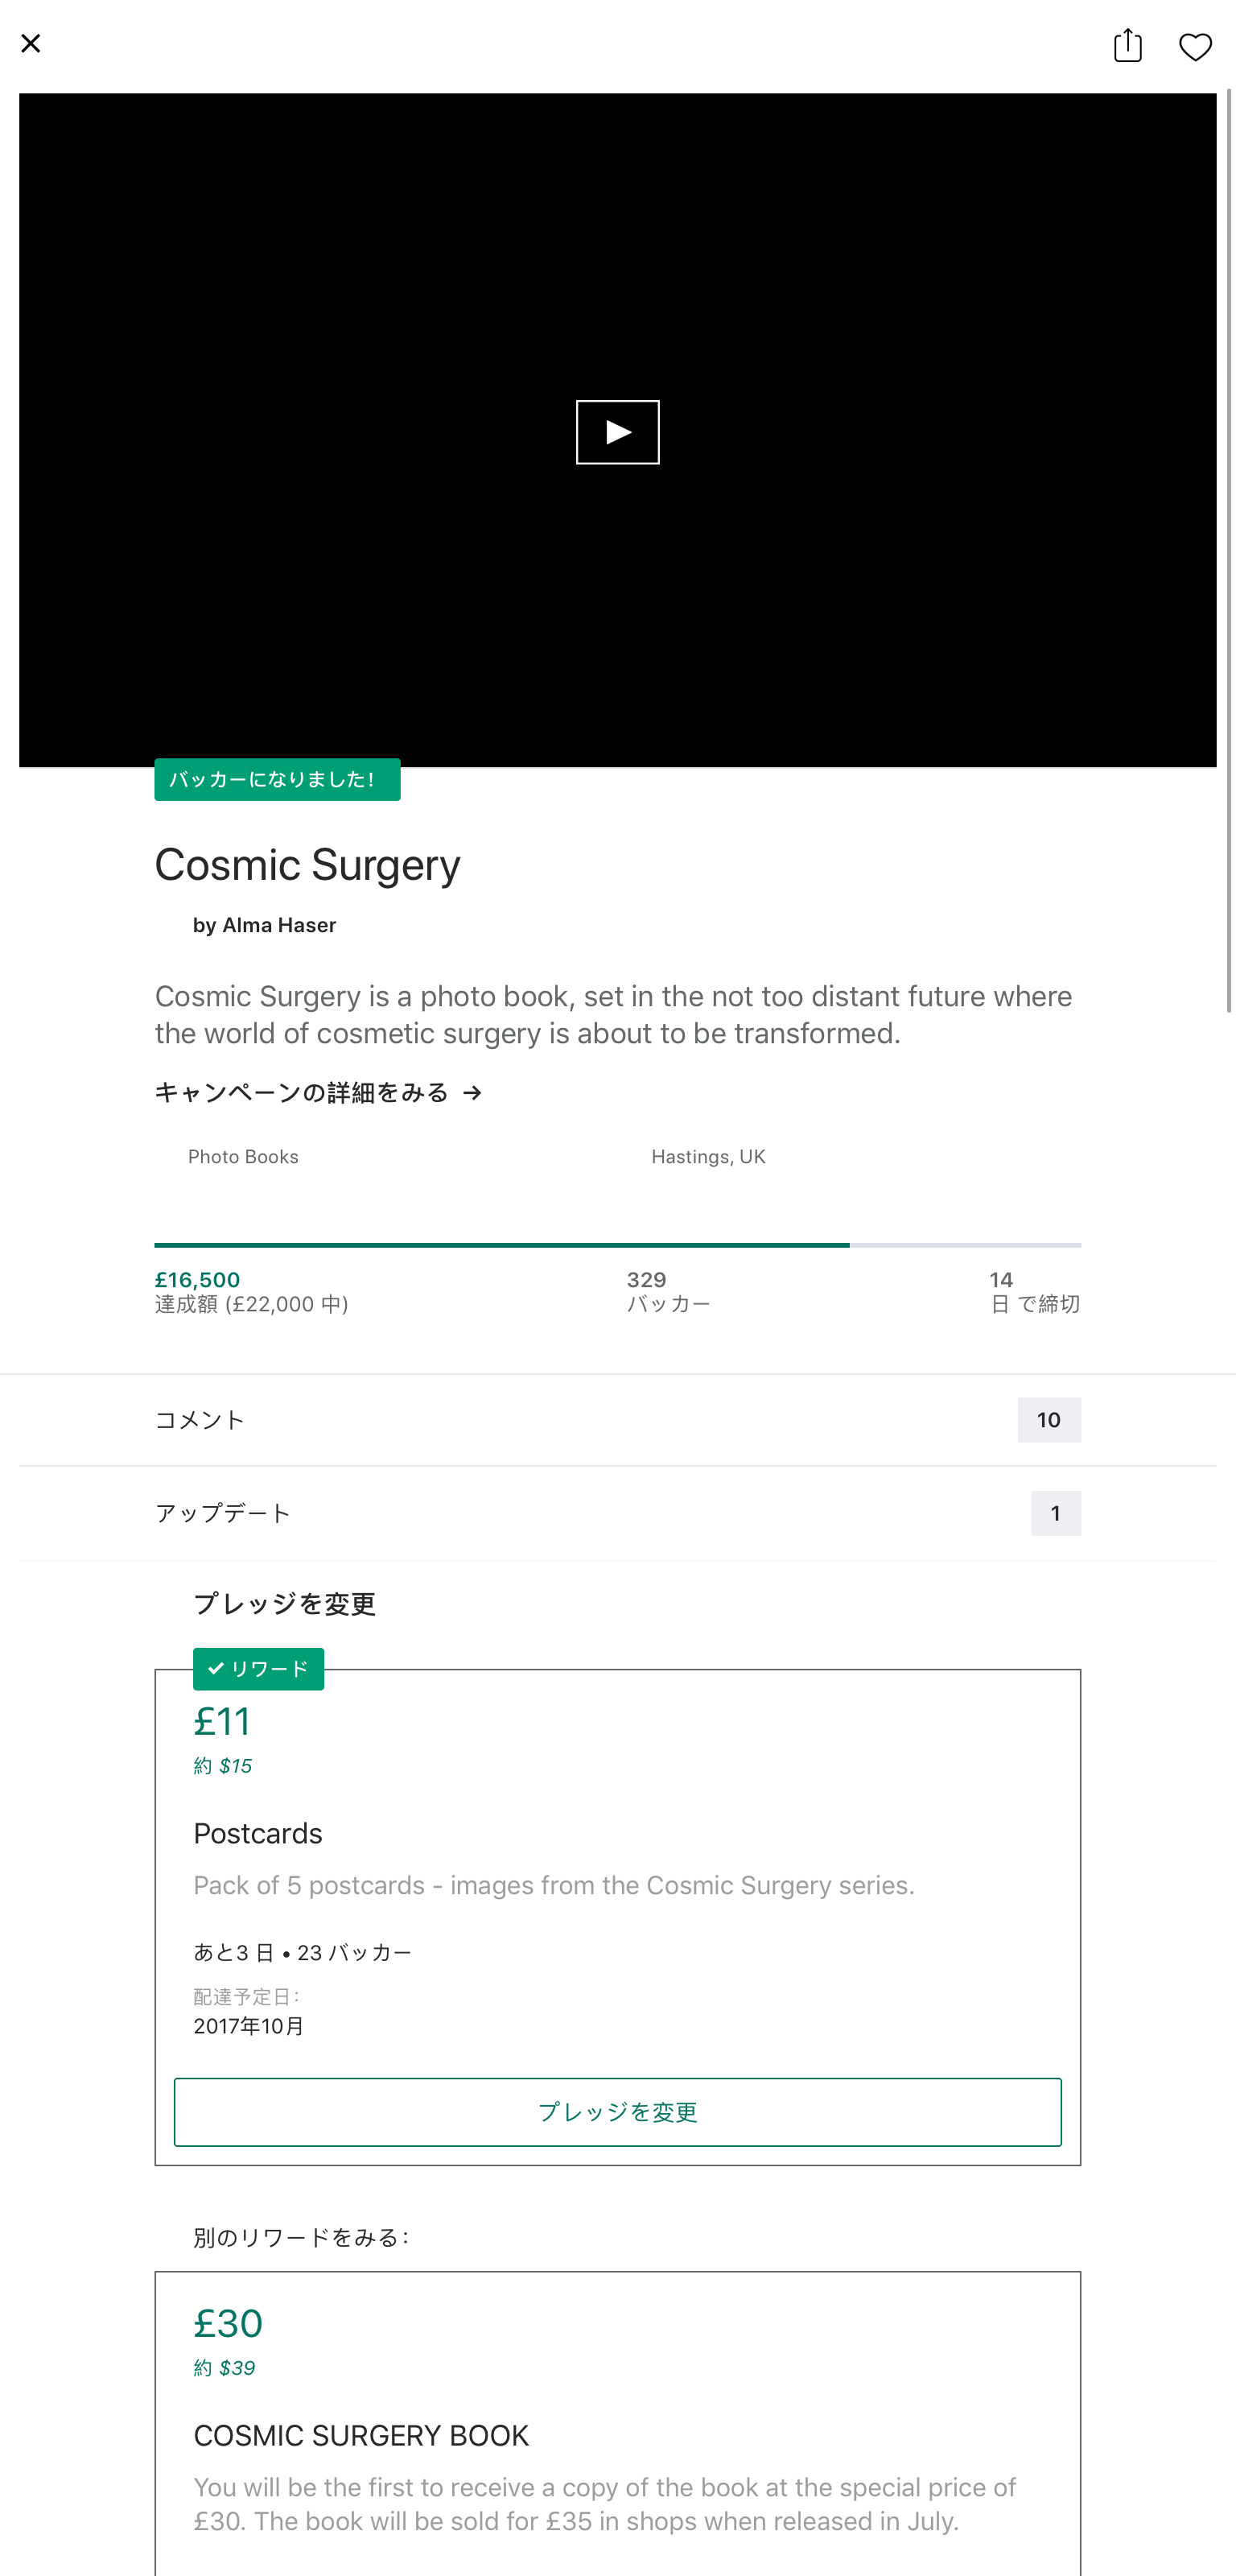 バッカーになりました！
Cosmic Surgery
by Alma Haser
Cosmic Surgery is a photo book, set in the not too distant future where
the world of cosmetic surgery is about to be transformed.
キャンペーンの詳細をみる →
Photo Books
Hastings, UK
£16,500
達成額 (£22,000 中)
329
バッカー
14
日 で締切
コメント
10
アップデート
1
プレッジを変更
リワード
£11
約 $15
Postcards
Pack of 5 postcards - images from the Cosmic Surgery series.
あと3 日 • 23 バッカー
配達予定日：
2017年10月
プレッジを変更
別のリワードをみる：
£30
約 $39
COSMIC SURGERY BOOK
You will be the first to receive a copy of the book at the special price of
£30. The book will be sold for £35 in shops when released in July.